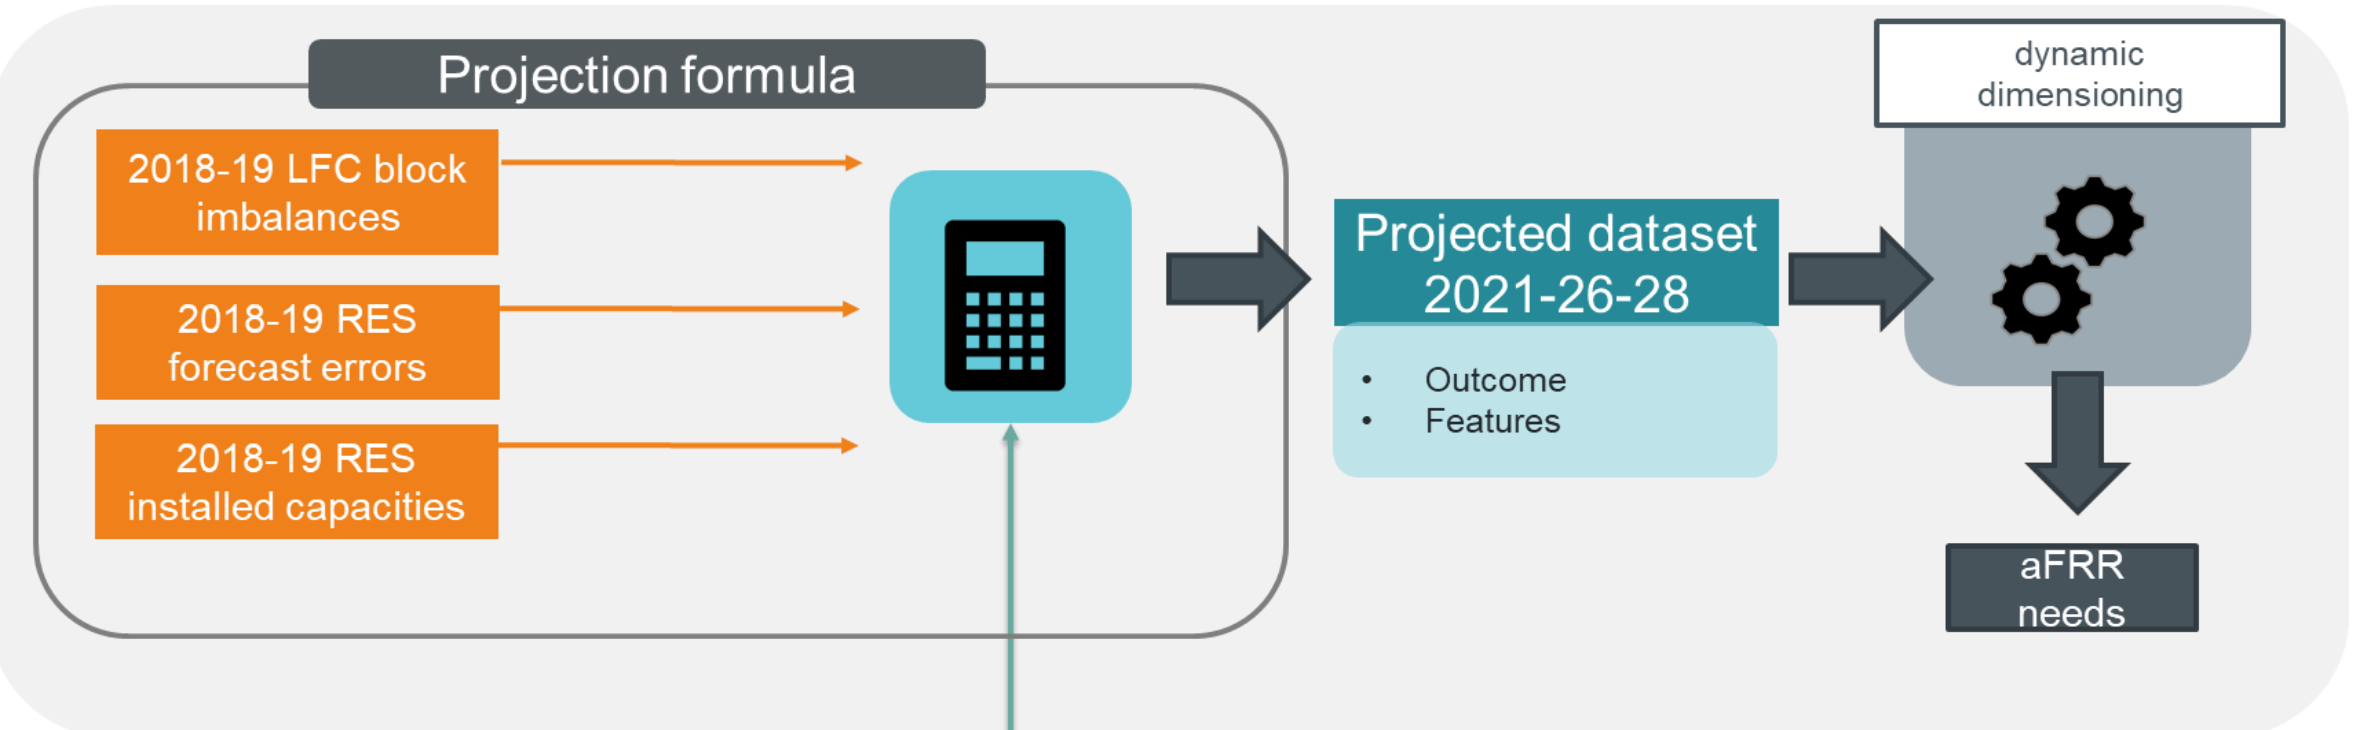 Projection formula
2018-19 LFC block
imbalances
2018-19 RES
forecast errors
2018-19 RES
installed capacities
Projected dataset
2021-26-28
• Outcome
• Features
dynamic
dimensioning
aFRR
needs